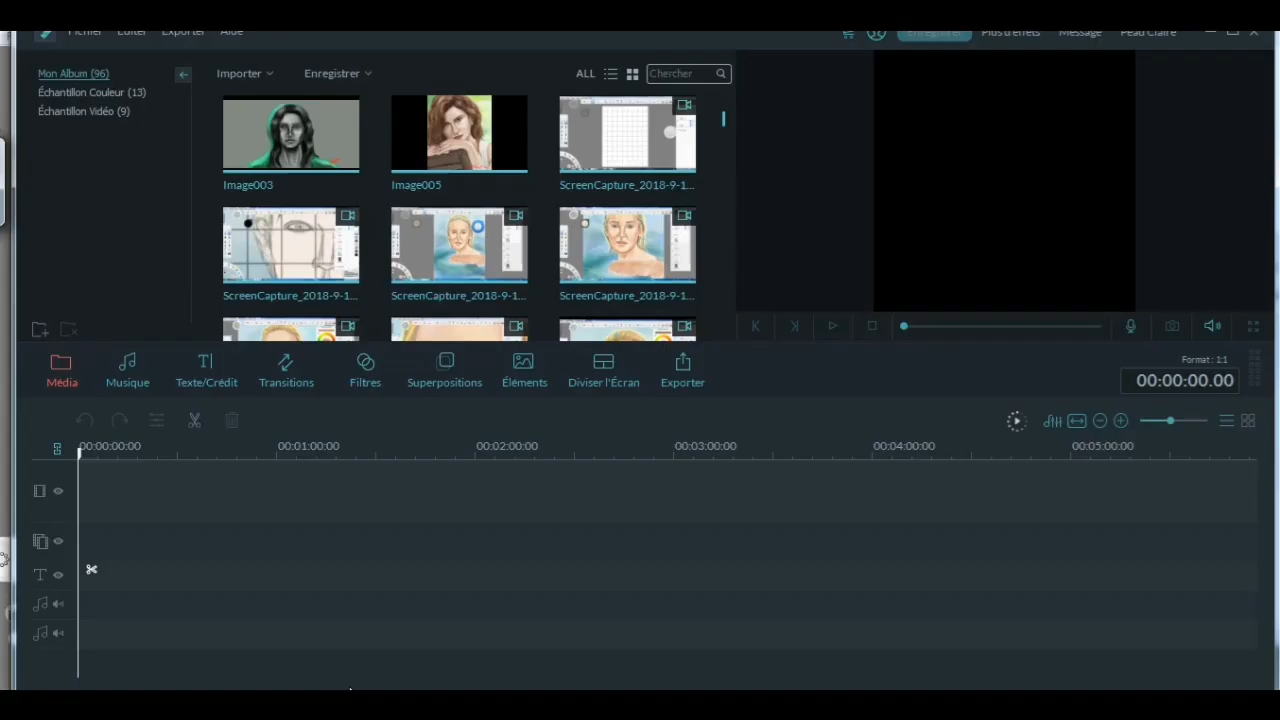 Fichier Éditer Exporter Aide
Enregistrer Plus d'effets Message Peau Claire
Mon Album (96)
Échantillon Couleur (13)
Échantillon Vidéo (9)
Importer Enregistrer ALL Chercher
Image003 Image005 ScreenCapture_2018-9-1...
ScreenCapture_2018-9-1... ScreenCapture_2018-9-1... ScreenCapture_2018-9-1...
Média Musique Texte/Crédit Transitions Filtres Superpositions Éléments Diviser l'Écran Exporter
Format: 1:1
00:00:00.00
00:00:00:00 00:01:00:00 00:02:00:00 00:03:00:00 00:04:00:00 00:05:00:00